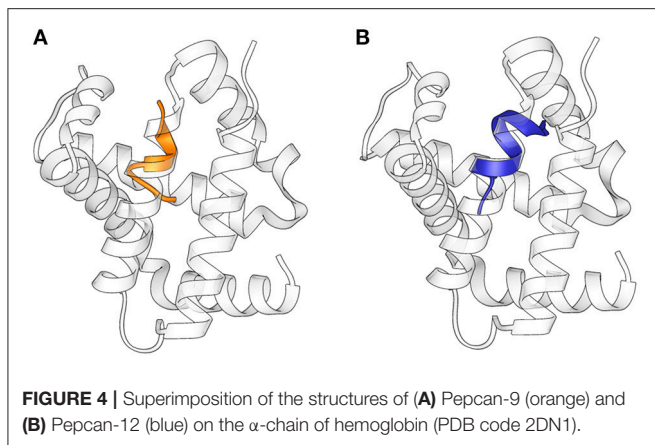 A
B
FIGURE 4 | Superimposition of the structures of (A) Pepcan-9 (orange) and
(B) Pepcan-12 (blue) on the α-chain of hemoglobin (PDB code 2DN1).